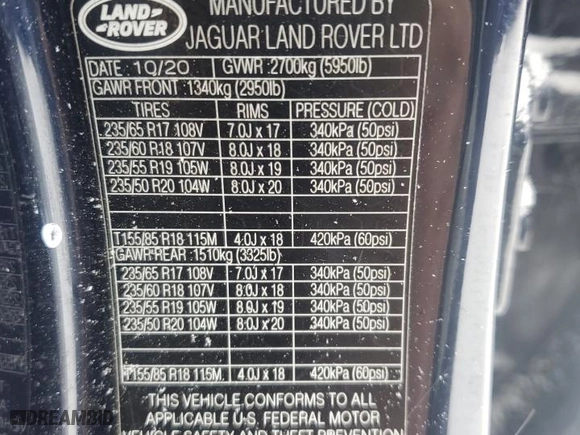 LAND
ROVER
MANUFACTURED BY
JAGUAR LAND ROVER LTD
DATE : 10/20 GVWR : 2700kg (5950lb)
GAWR FRONT : 1340kg (2950lb)
TIRES RIMS PRESSURE (COLD)
235/65 R17 108V 7.0J x 17 340kPa (50psi)
235/60 R18 107V 8.0J x 18 340kPa (50psi)
235/55 R19 105W 8.0J x 19 340kPa (50psi)
235/50 R20 104W 8.0J x 20 340kPa (50psi)
T155/85 R18 115M 4.0J x 18 420kPa (60psi)
GAWR REAR : 1510kg (3325lb)
235/65 R17 108V 7.0J x 17 340kPa (50psi)
235/60 R18 107V 8.0J x 18 340kPa (50psi)
235/55 R19 105W 8.0J x 19 340kPa (50psi)
235/50 R20 104W 8.0J x 20 340kPa (50psi)
T155/85 R18 115M 4.0J x 18 420kPa (60psi)
THIS VEHICLE CONFORMS TO ALL
APPLICABLE U.S. FEDERAL MOTOR
VEHICLE SAFETY AND THEFT PREVENTION
DREAMBID